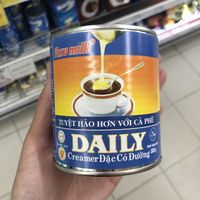 TUYỆT HẢO HƠN VỚI CÀ PHÊ
DAILY
Creamer Đặc Có Đường